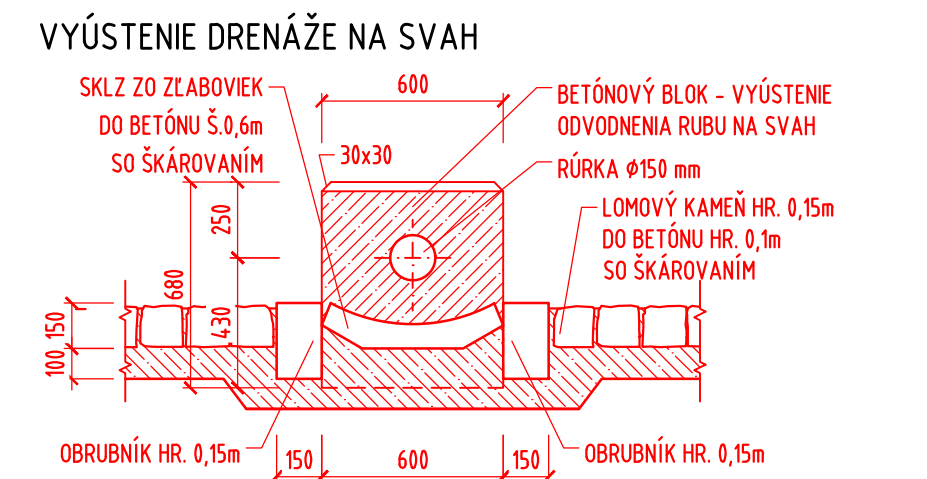 VYÚSTENIE DRENÁŽE NA SVAH
SKLZ ZO ZĽABOVIEK
DO BETÓNU Š.0,6m
SO ŠKÁROVANÍM
600
BETÓNOVÝ BLOK - VYÚSTENIE
ODVODNENIA RUBU NA SVAH
30x30
RÚRKA Ø150 mm
LOMOVÝ KAMEŇ HR. 0,15m
DO BETÓNU HR. 0,1m
SO ŠKÁROVANÍM
250
680
430
150
100
OBRUBNÍK HR. 0,15m
150
600
150
OBRUBNÍK HR. 0,15m